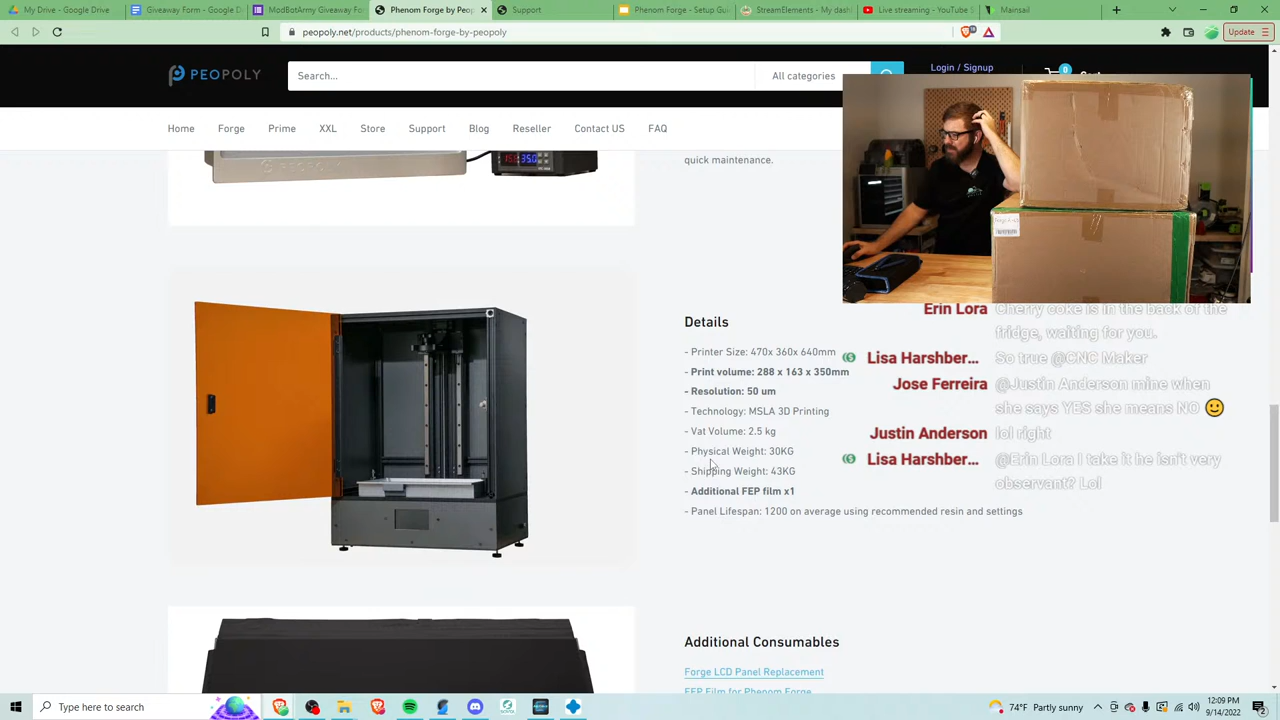 My Drive - Google Drive
Giveaway Form - Google D
ModBotArmy Giveaway Fo
Phenom Forge by Peopoly
Support
Phenom Forge - Setup Gui
StreamElements - My dash
Live streaming - YouTube S
Mainsail
peopoly.net/products/phenom-forge-by-peopoly
Update
PEOPOLY
Search...
All categories
Login / Signup
0
Cart
Home
Forge
Prime
XXL
Store
Support
Blog
Reseller
Contact US
FAQ
quick maintenance.
Details
- Printer Size: 470x 360x 640mm
- Print volume: 288 x 163 x 350mm
- Resolution: 50 um
- Technology: MSLA 3D Printing
- Vat Volume: 2.5 kg
- Physical Weight: 30KG
- Shipping Weight: 43KG
- Additional FEP film x1
- Panel Lifespan: 1200 on average using recommended resin and settings
Erin Lora Cherry coke is in the back of the
fridge, waiting for you.
Lisa Harshber... So true @CNC Maker
Jose Ferreira @Justin Anderson mine when
she says YES she means NO
Justin Anderson lol right
Lisa Harshber... @Erin Lora I take it he isn't very
observant? Lol
Additional Consumables
Forge LCD Panel Replacement
FEP Film for Phenom Forge
Type here to search
74°F Partly sunny
12:09 PM
9/14/2022
2